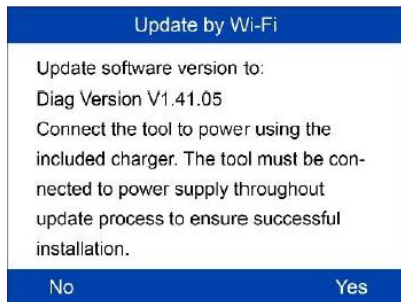 Update by Wi-Fi
Update software version to:
Diag Version V1.41.05
Connect the tool to power using the
included charger. The tool must be con-
nected to power supply throughout
update process to ensure successful
installation.
No Yes